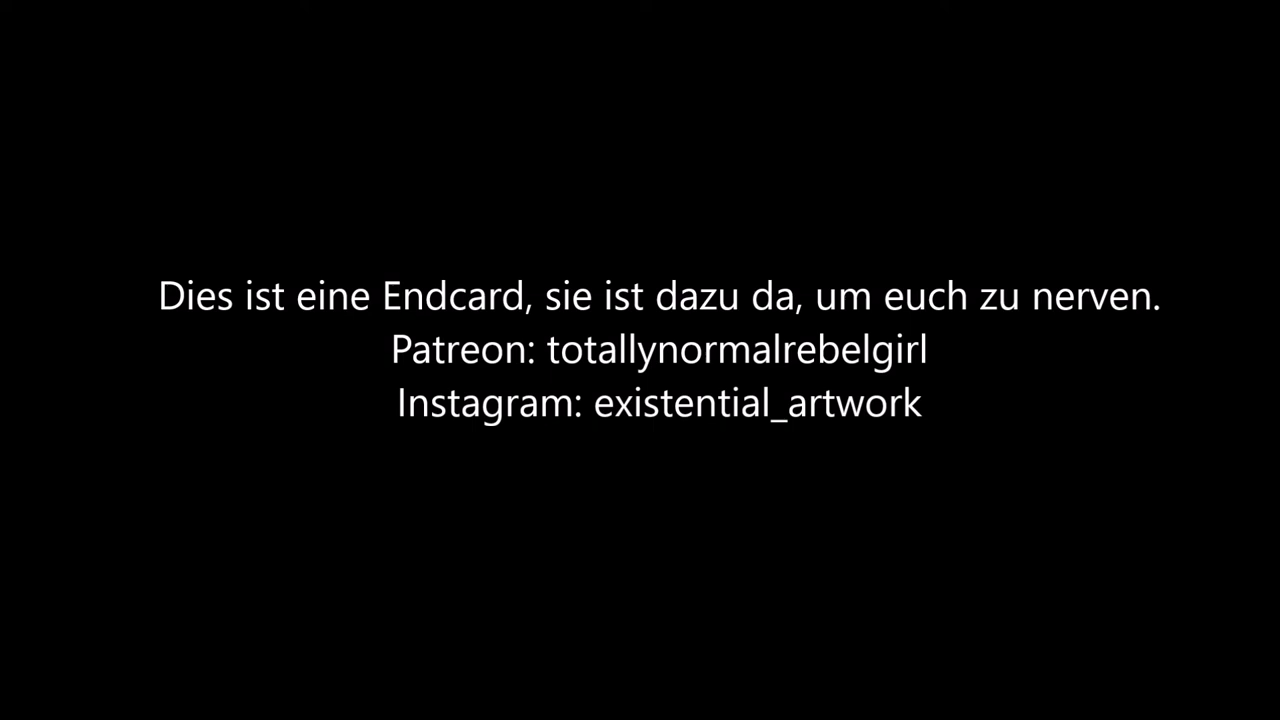 Dies ist eine Endcard, sie ist dazu da, um euch zu nerven.
Patreon: totallynormalrebelgirl
Instagram: existential_artwork